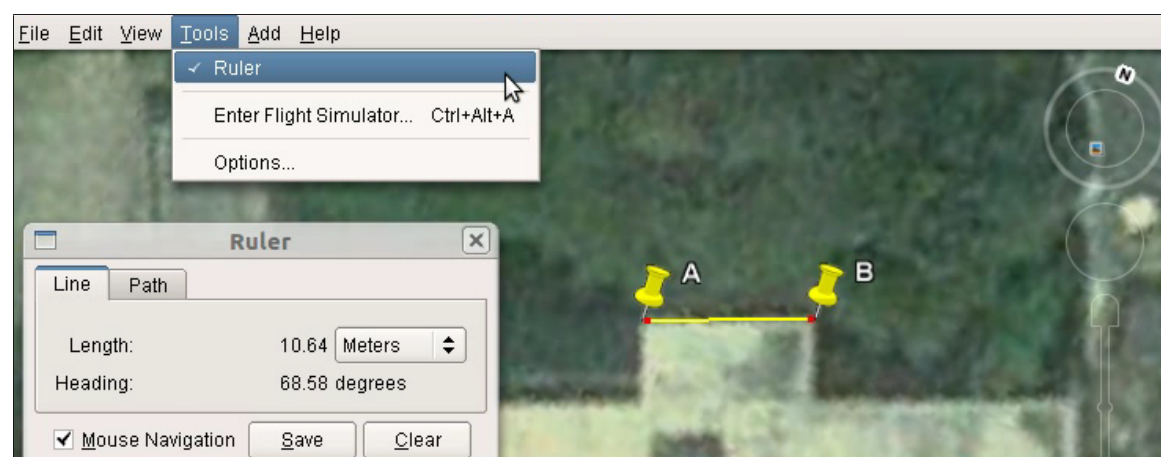 File Edit View Tools Add Help
✓ Ruler
Enter Flight Simulator... Ctrl+Alt+A
Options...
N
Ruler
Line Path
Length: 10.64 Meters
Heading: 68.58 degrees
Mouse Navigation Save Clear
A B